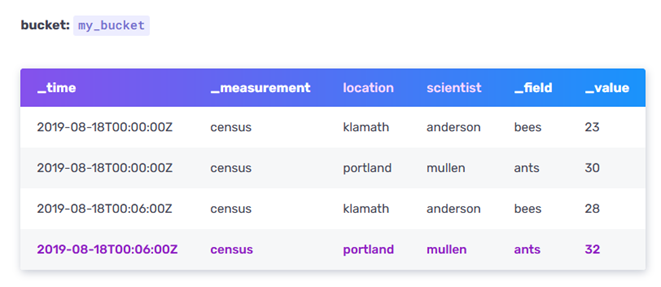 bucket: my_bucket
_time _measurement location scientist _field _value
2019-08-18T00:00:00Z census klamath anderson bees 23
2019-08-18T00:00:00Z census portland mullen ants 30
2019-08-18T00:06:00Z census klamath anderson bees 28
2019-08-18T00:06:00Z census portland mullen ants 32